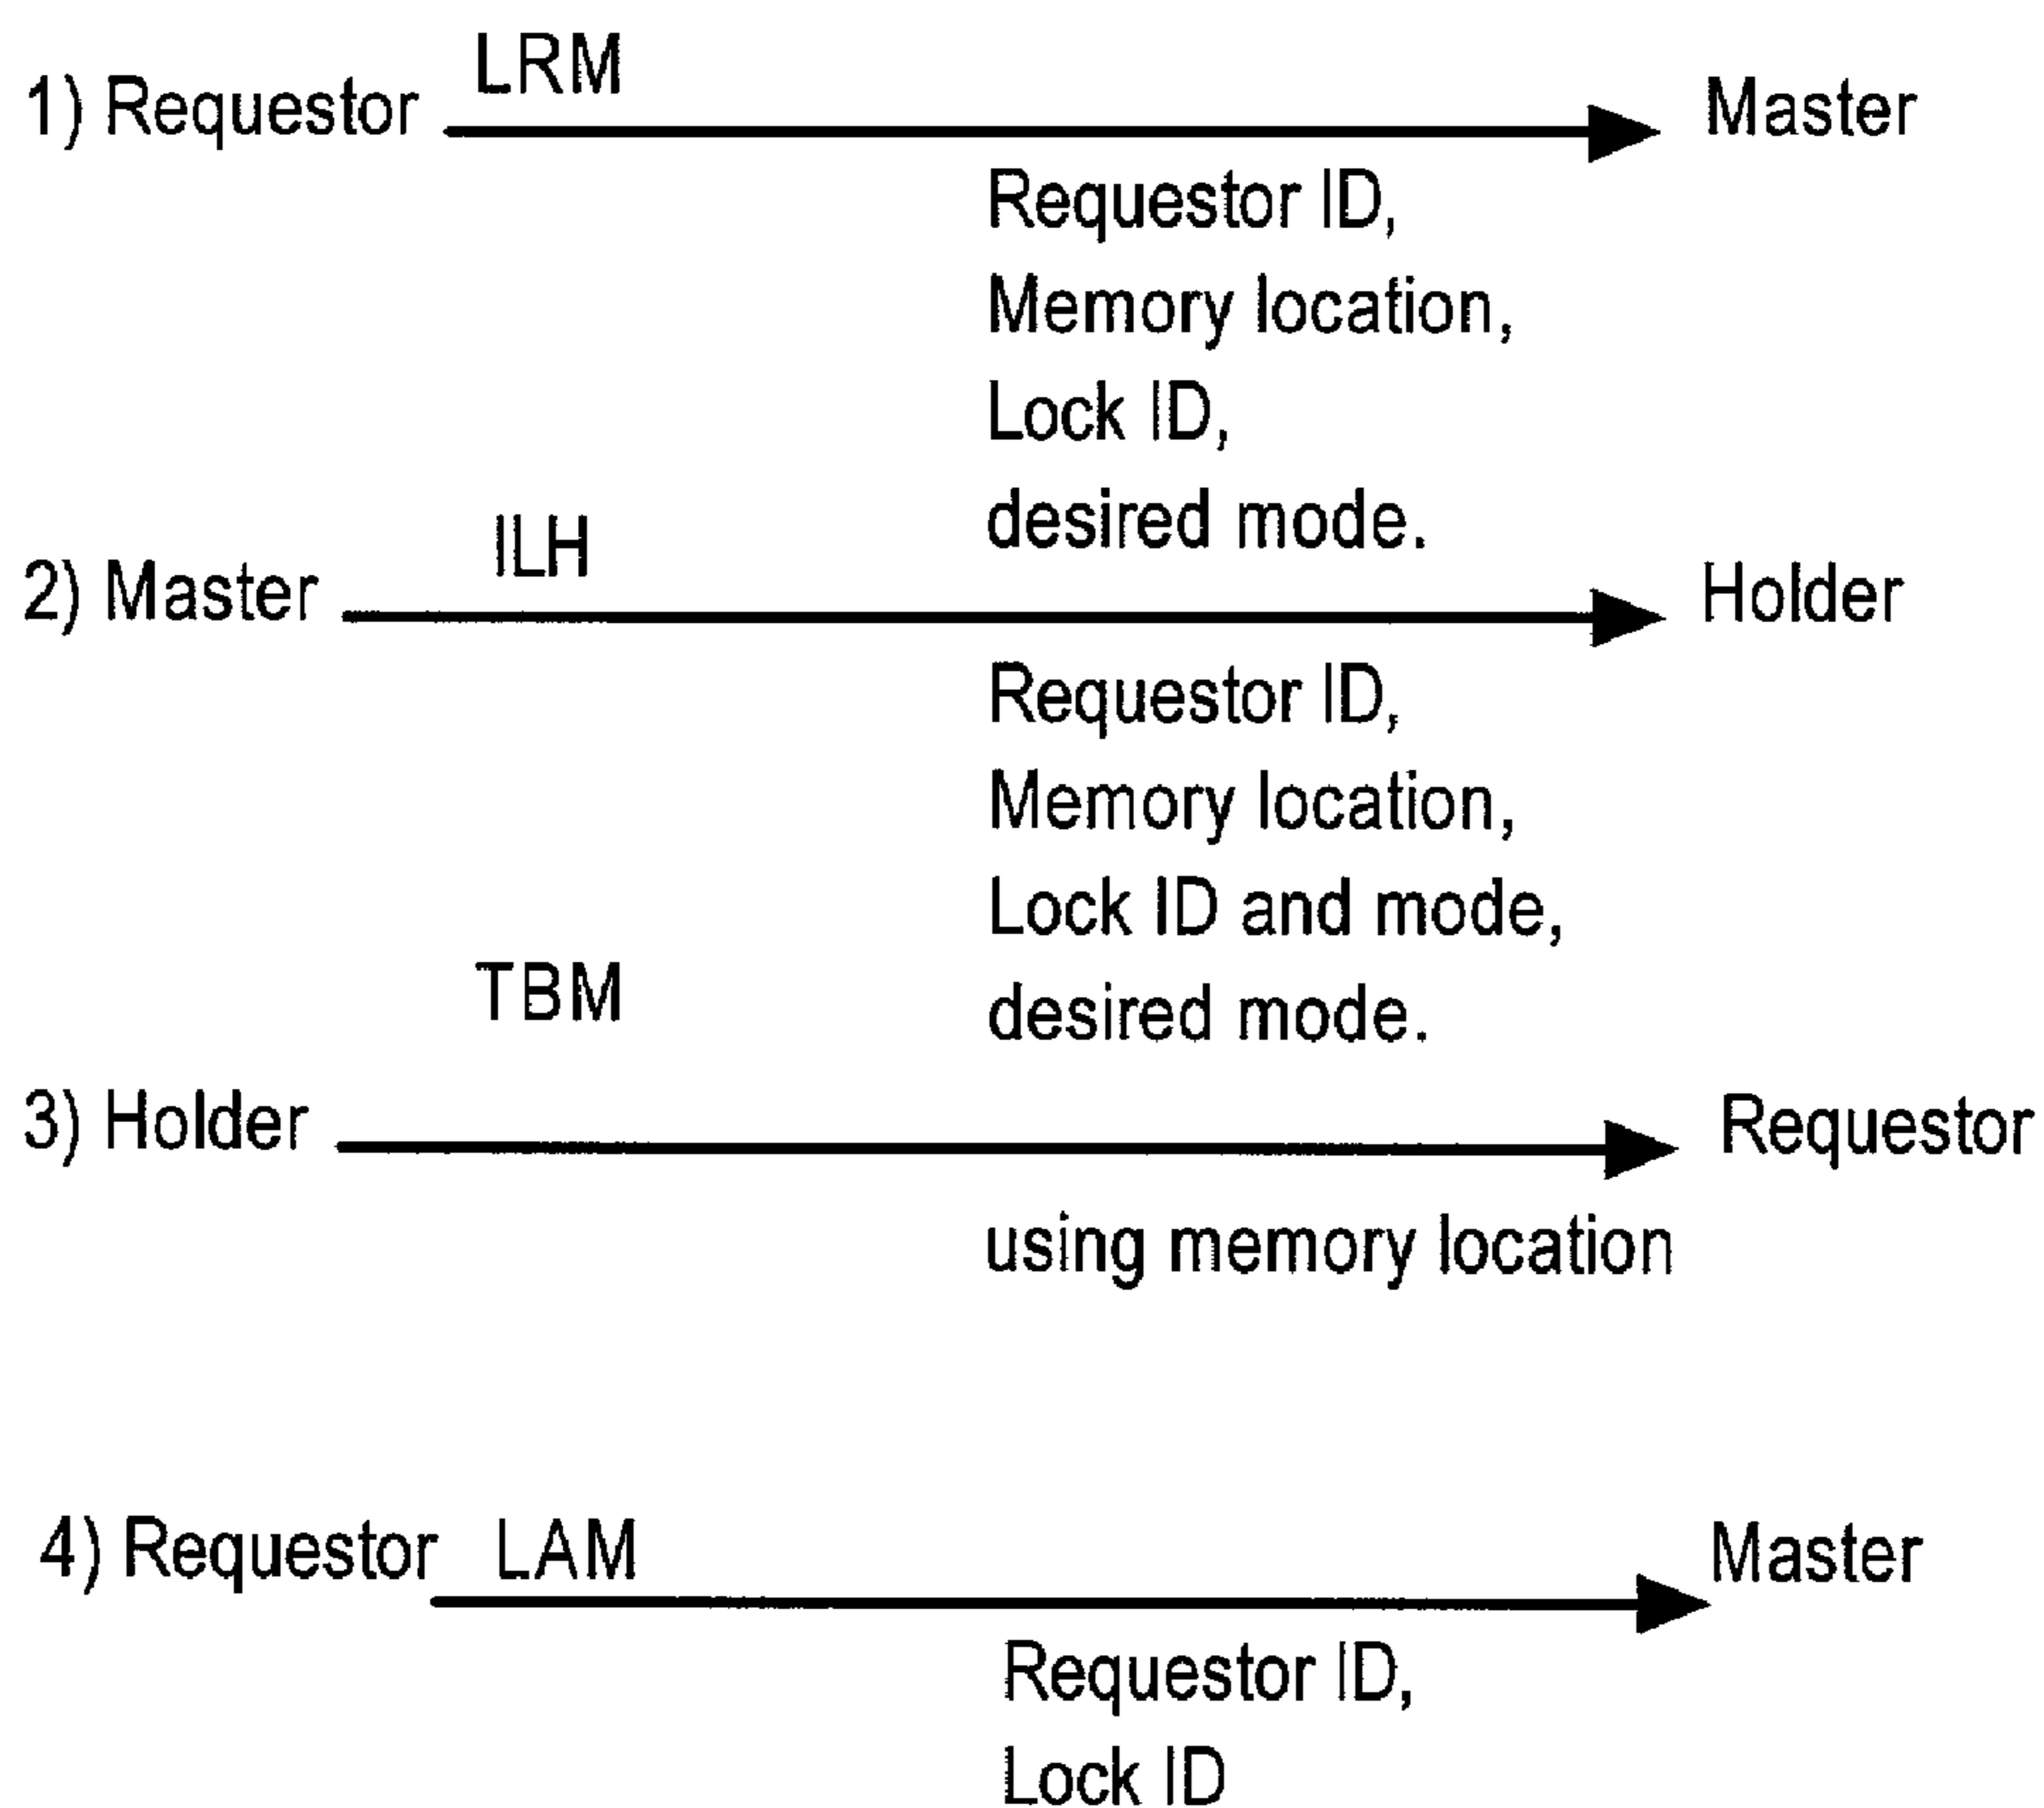 LRM
1) Requestor Master
Requestor ID,
Memory location,
Lock ID,
desired mode.
ILH
2) Master Holder
Requestor ID,
Memory location,
Lock ID and mode,
desired mode.
TBM
3) Holder Requestor
using memory location
4) Requestor LAM Master
Requestor ID,
Lock ID